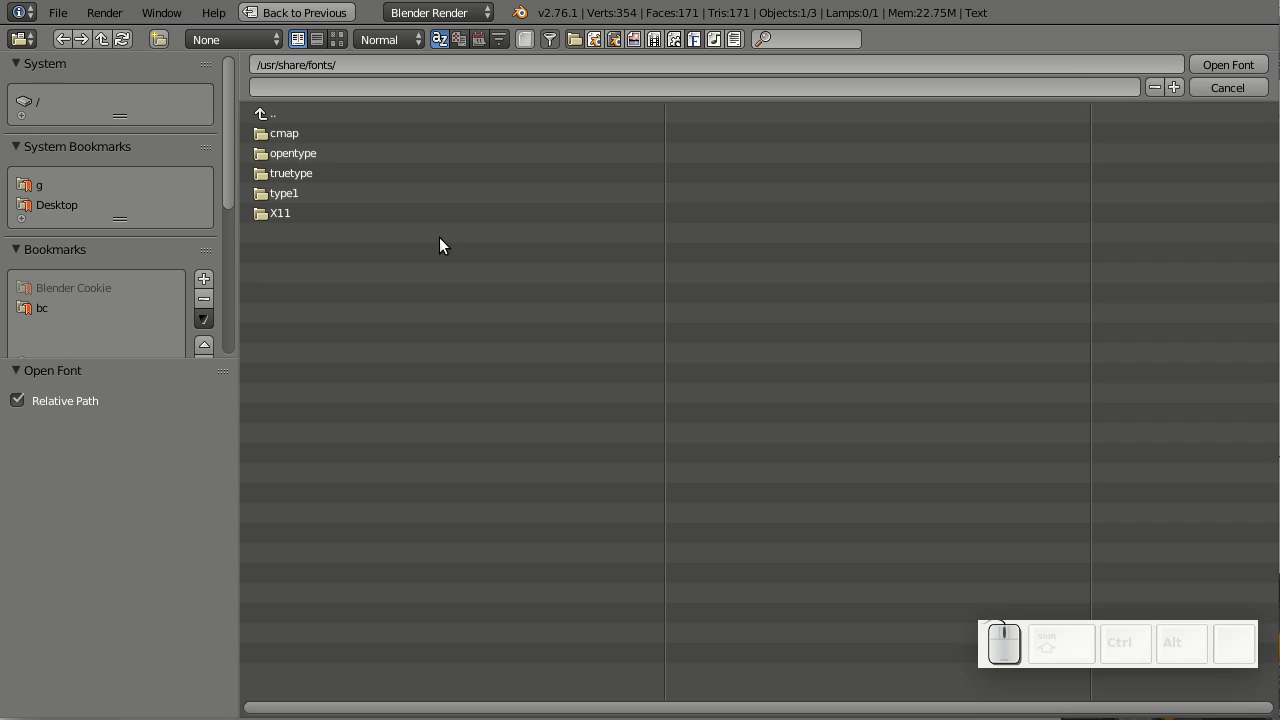 File Render Window Help Back to Previous Blender Render v2.76.1 | Verts:354 | Faces:171 | Tris:171 | Objects:1/3 | Lamps:0/1 | Mem:22.75M | Text
None Normal
System
/usr/share/fonts/
Open Font
Cancel
/
..
cmap
System Bookmarks
opentype
truetype
g
type1
Desktop
X11
Bookmarks
Blender Cookie
bc
Open Font
Relative Path
Shift Ctrl Alt